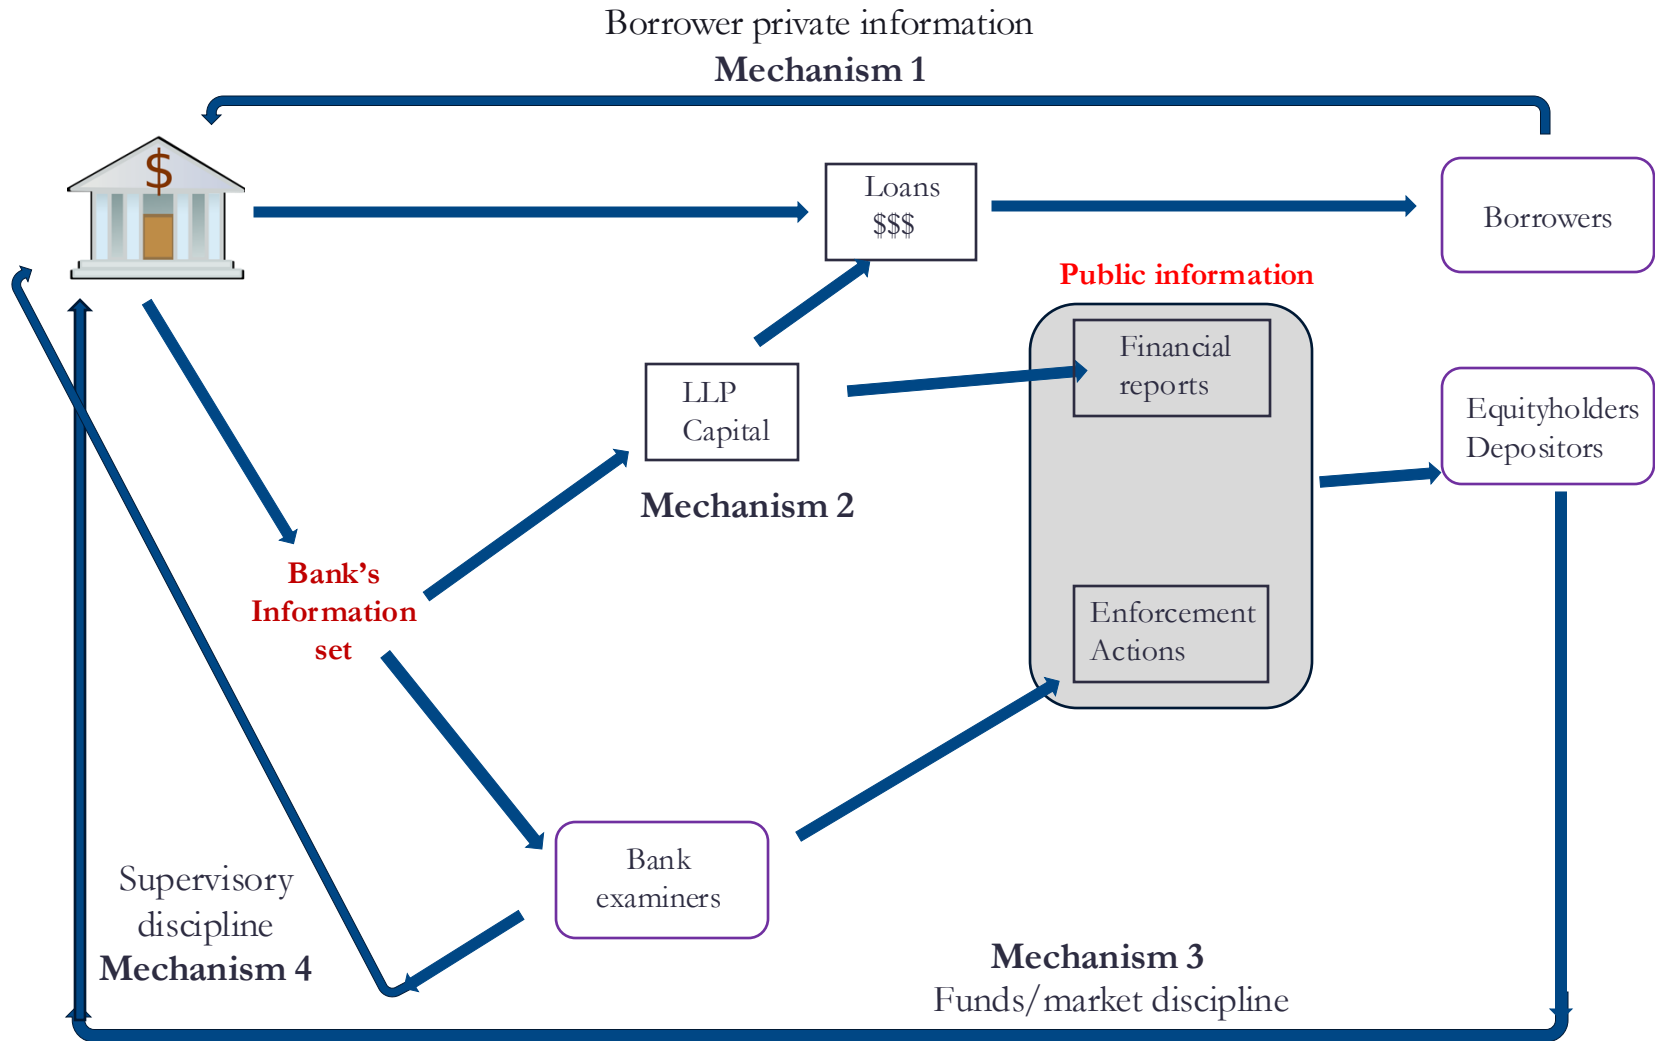 Borrower private information
Mechanism 1
$
Loans
$$$
Borrowers
Public information
Financial
reports
LLP
Capital
Equityholders
Depositors
Mechanism 2
Bank's
Information
set
Enforcement
Actions
Bank
examiners
Supervisory
discipline
Mechanism 4
Mechanism 3
Funds/market discipline